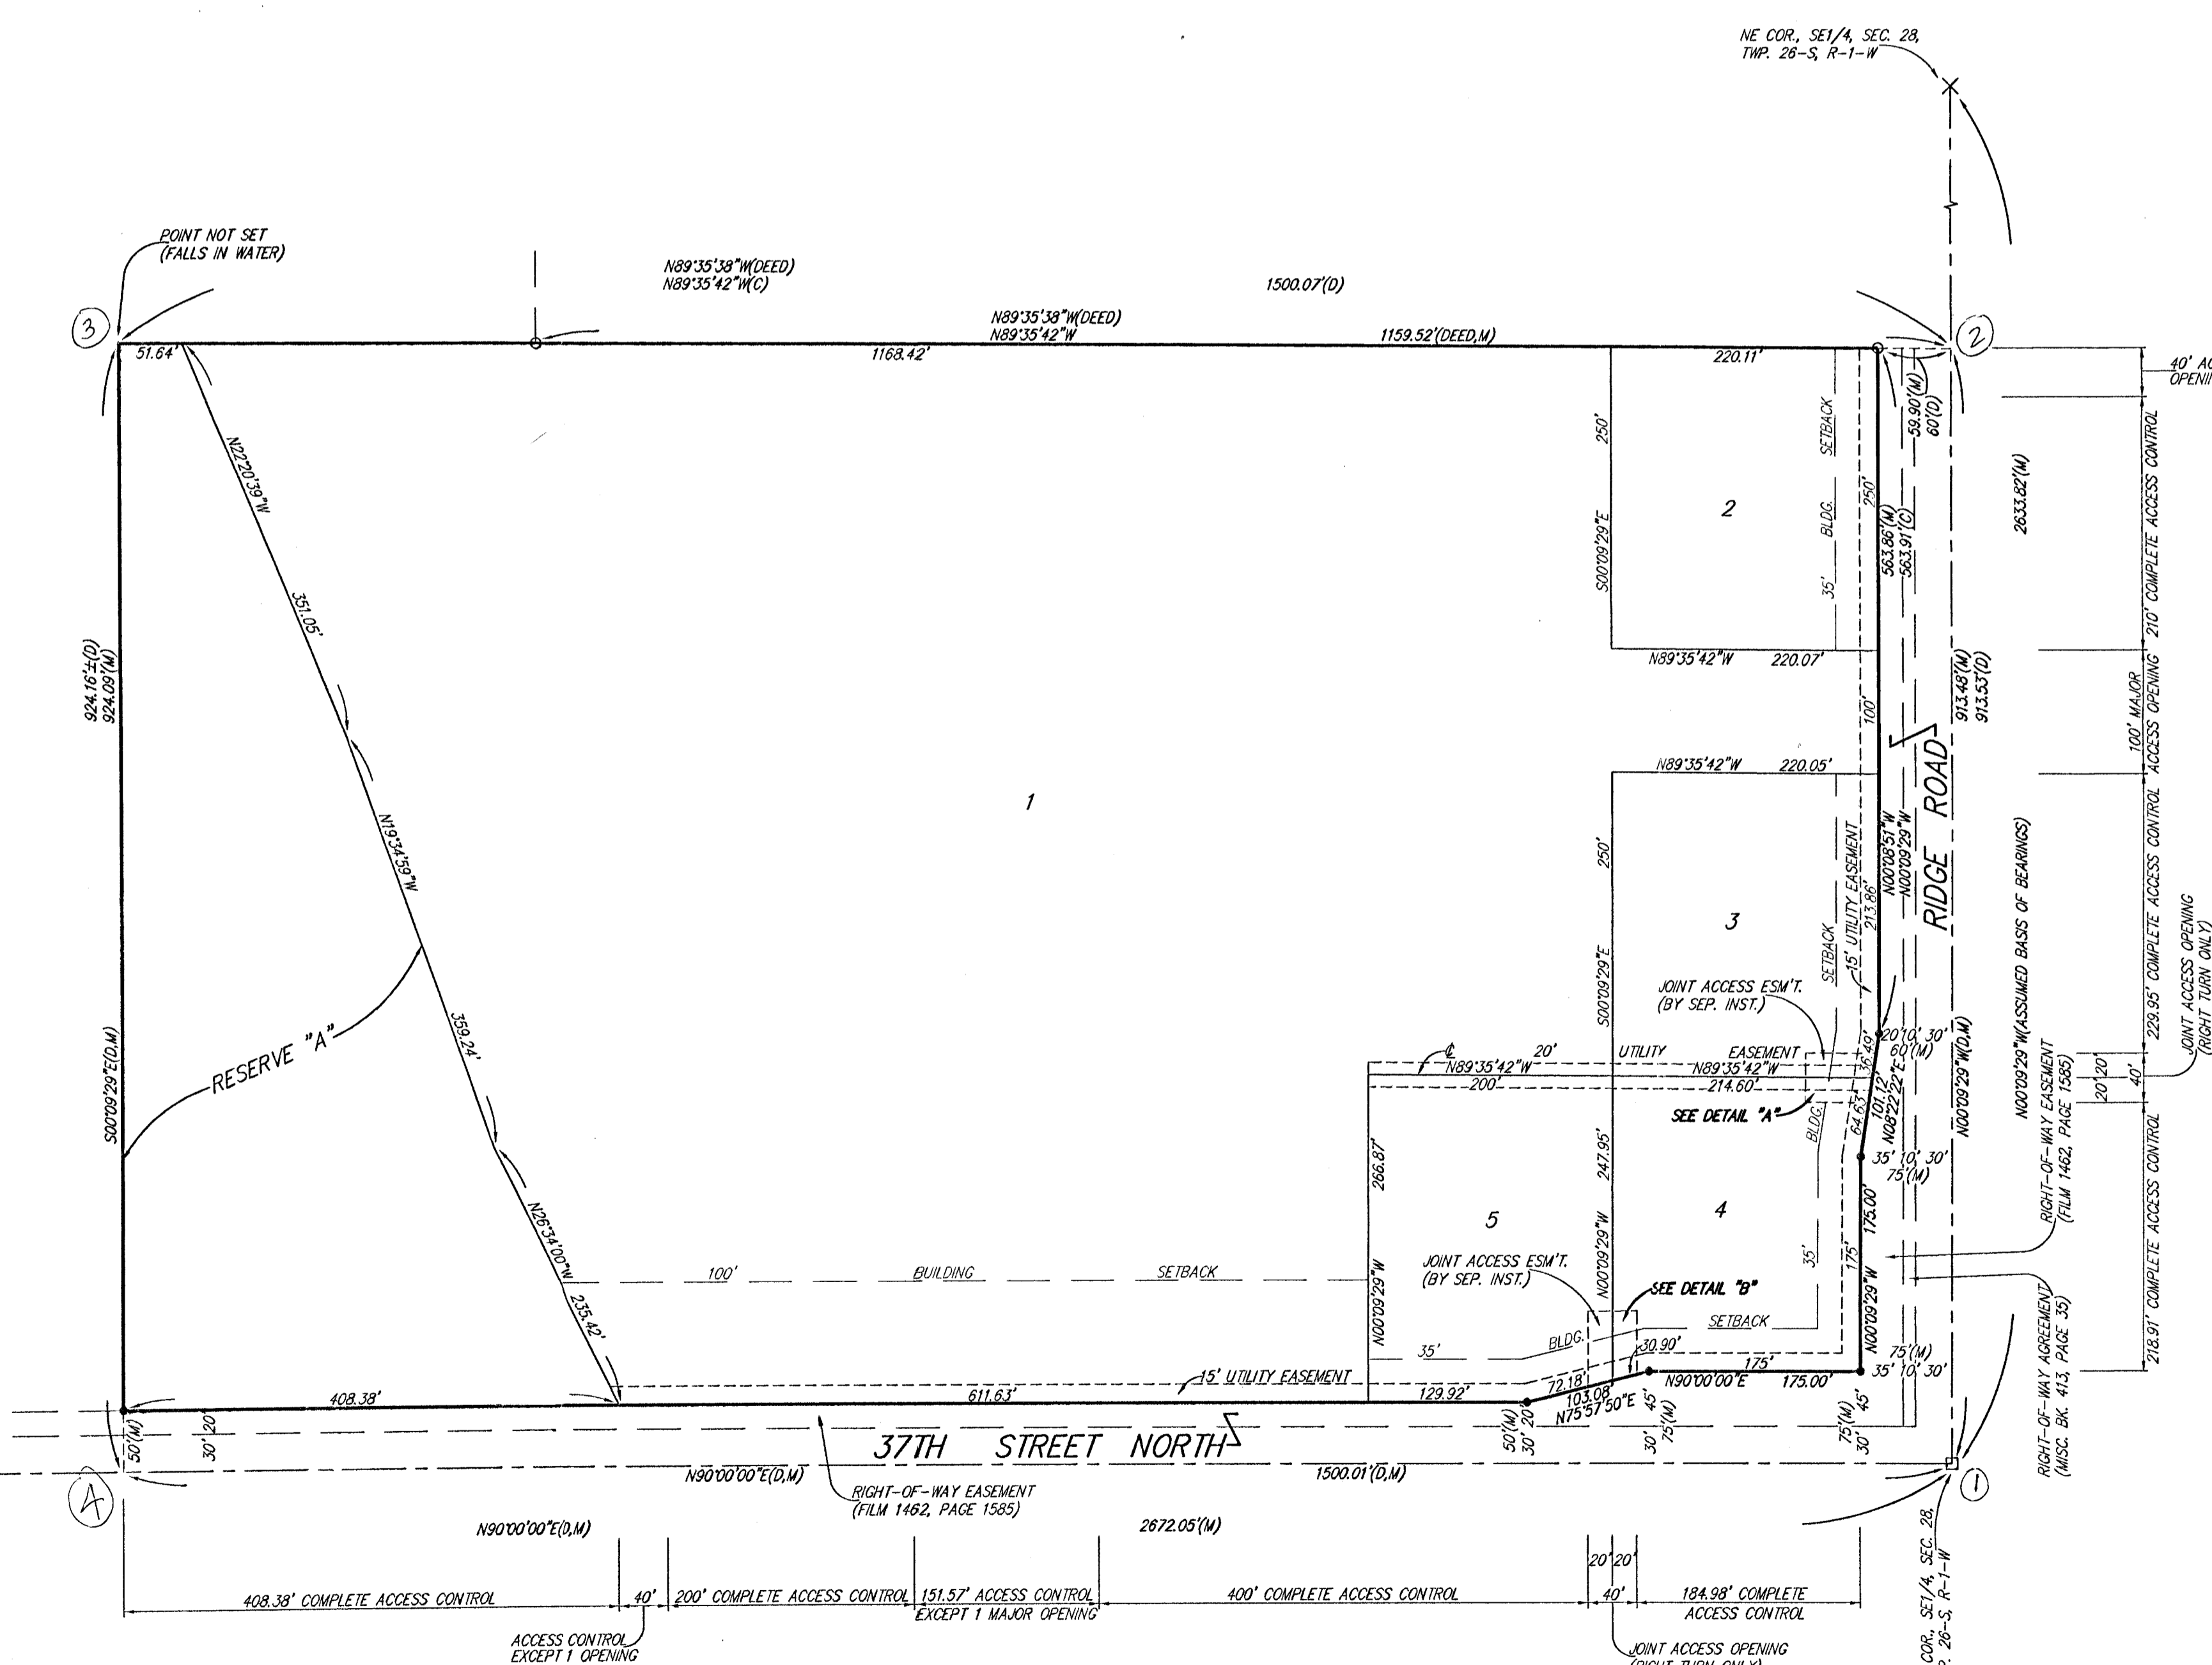 NE COR., SE1/4, SEC. 28,
TWP. 26-S, R-1-W
POINT NOT SET
(FALLS IN WATER)
N89°35'38"W(DEED)
N89°35'42"W(C)
1500.07'(D)
N89°35'38"W(DEED)
N89°35'42"W
1159.52'(DEED,M)
3
2
51.64'
1168.42'
220.11'
59.90'(M)
60'(D)
40' AC
OPENIN
N22°20'39"W
351.05'
N19°34'59"W
359.24'
N26°34'00"W
235.42'
924.16'±(D)
924.09'(M)
S00°09'29"E(D,M)
RESERVE "A"
1
250'
S00°09'29"E
2
SETBACK
BLDG.
35'
250'
563.86'(M)
563.91'(C)
2633.82'(M)
210' COMPLETE ACCESS CONTROL
N89°35'42"W 220.07'
100'
913.48'(M)
913.53'(D)
100' MAJOR
ACCESS OPENING
N89°35'42"W 220.05'
250'
S00°09'29"E
3
SETBACK
15' UTILITY EASEMENT
213.86'
N00°08'51"W
N00°09'29"W
RIDGE ROAD
N00°09'29"W(ASSUMED BASIS OF BEARINGS)
229.95' COMPLETE ACCESS CONTROL
JOINT ACCESS OPENING
(RIGHT TURN ONLY)
JOINT ACCESS ESM'T.
(BY SEP. INST.)
20' UTILITY EASEMENT
℄
N89°35'42"W
N89°35'42"W
200'
214.60'
SEE DETAIL "A"
36.49'
101.12'
64.63'
N08°22'22"E
20' 10' 30'
60'(M)
N00°09'29"W(D,M)
20' 20'
40'
35' 10' 30'
75'(M)
266.87'
N00°09'29"W
247.95'
N00°09'29"W
5
4
BLDG.
35'
175'
175.00'
N00°09'29"W
RIGHT-OF-WAY EASEMENT
(FILM 1462, PAGE 1585)
218.91' COMPLETE ACCESS CONTROL
RIGHT-OF-WAY AGREEMENT
(MISC. BK. 413, PAGE 35)
JOINT ACCESS ESM'T.
(BY SEP. INST.)
SEE DETAIL "B"
100' BUILDING SETBACK
35' BLDG. SETBACK
30.90'
15' UTILITY EASEMENT
72.18'
103.08
N75°57'50"E
175'
N90°00'00"E 175.00'
75'(M)
35' 10' 30'
408.38'
611.63'
129.92'
50'(M)
30' 20'
50'(M)
30' 20'
45'
75'(M)
30'
45'
75'(M)
30'
37TH STREET NORTH
N90°00'00"E(D,M)
1500.01'(D,M)
4
1
RIGHT-OF-WAY EASEMENT
(FILM 1462, PAGE 1585)
N90°00'00"E(D,M)
2672.05'(M)
20' 20'
408.38' COMPLETE ACCESS CONTROL
40'
200' COMPLETE ACCESS CONTROL
151.57' ACCESS CONTROL
EXCEPT 1 MAJOR OPENING
400' COMPLETE ACCESS CONTROL
40'
184.98' COMPLETE
ACCESS CONTROL
ACCESS CONTROL
EXCEPT 1 OPENING
JOINT ACCESS OPENING
(RIGHT TURN ONLY)
COR., SE1/4, SEC. 28,
P. 26-S, R-1-W